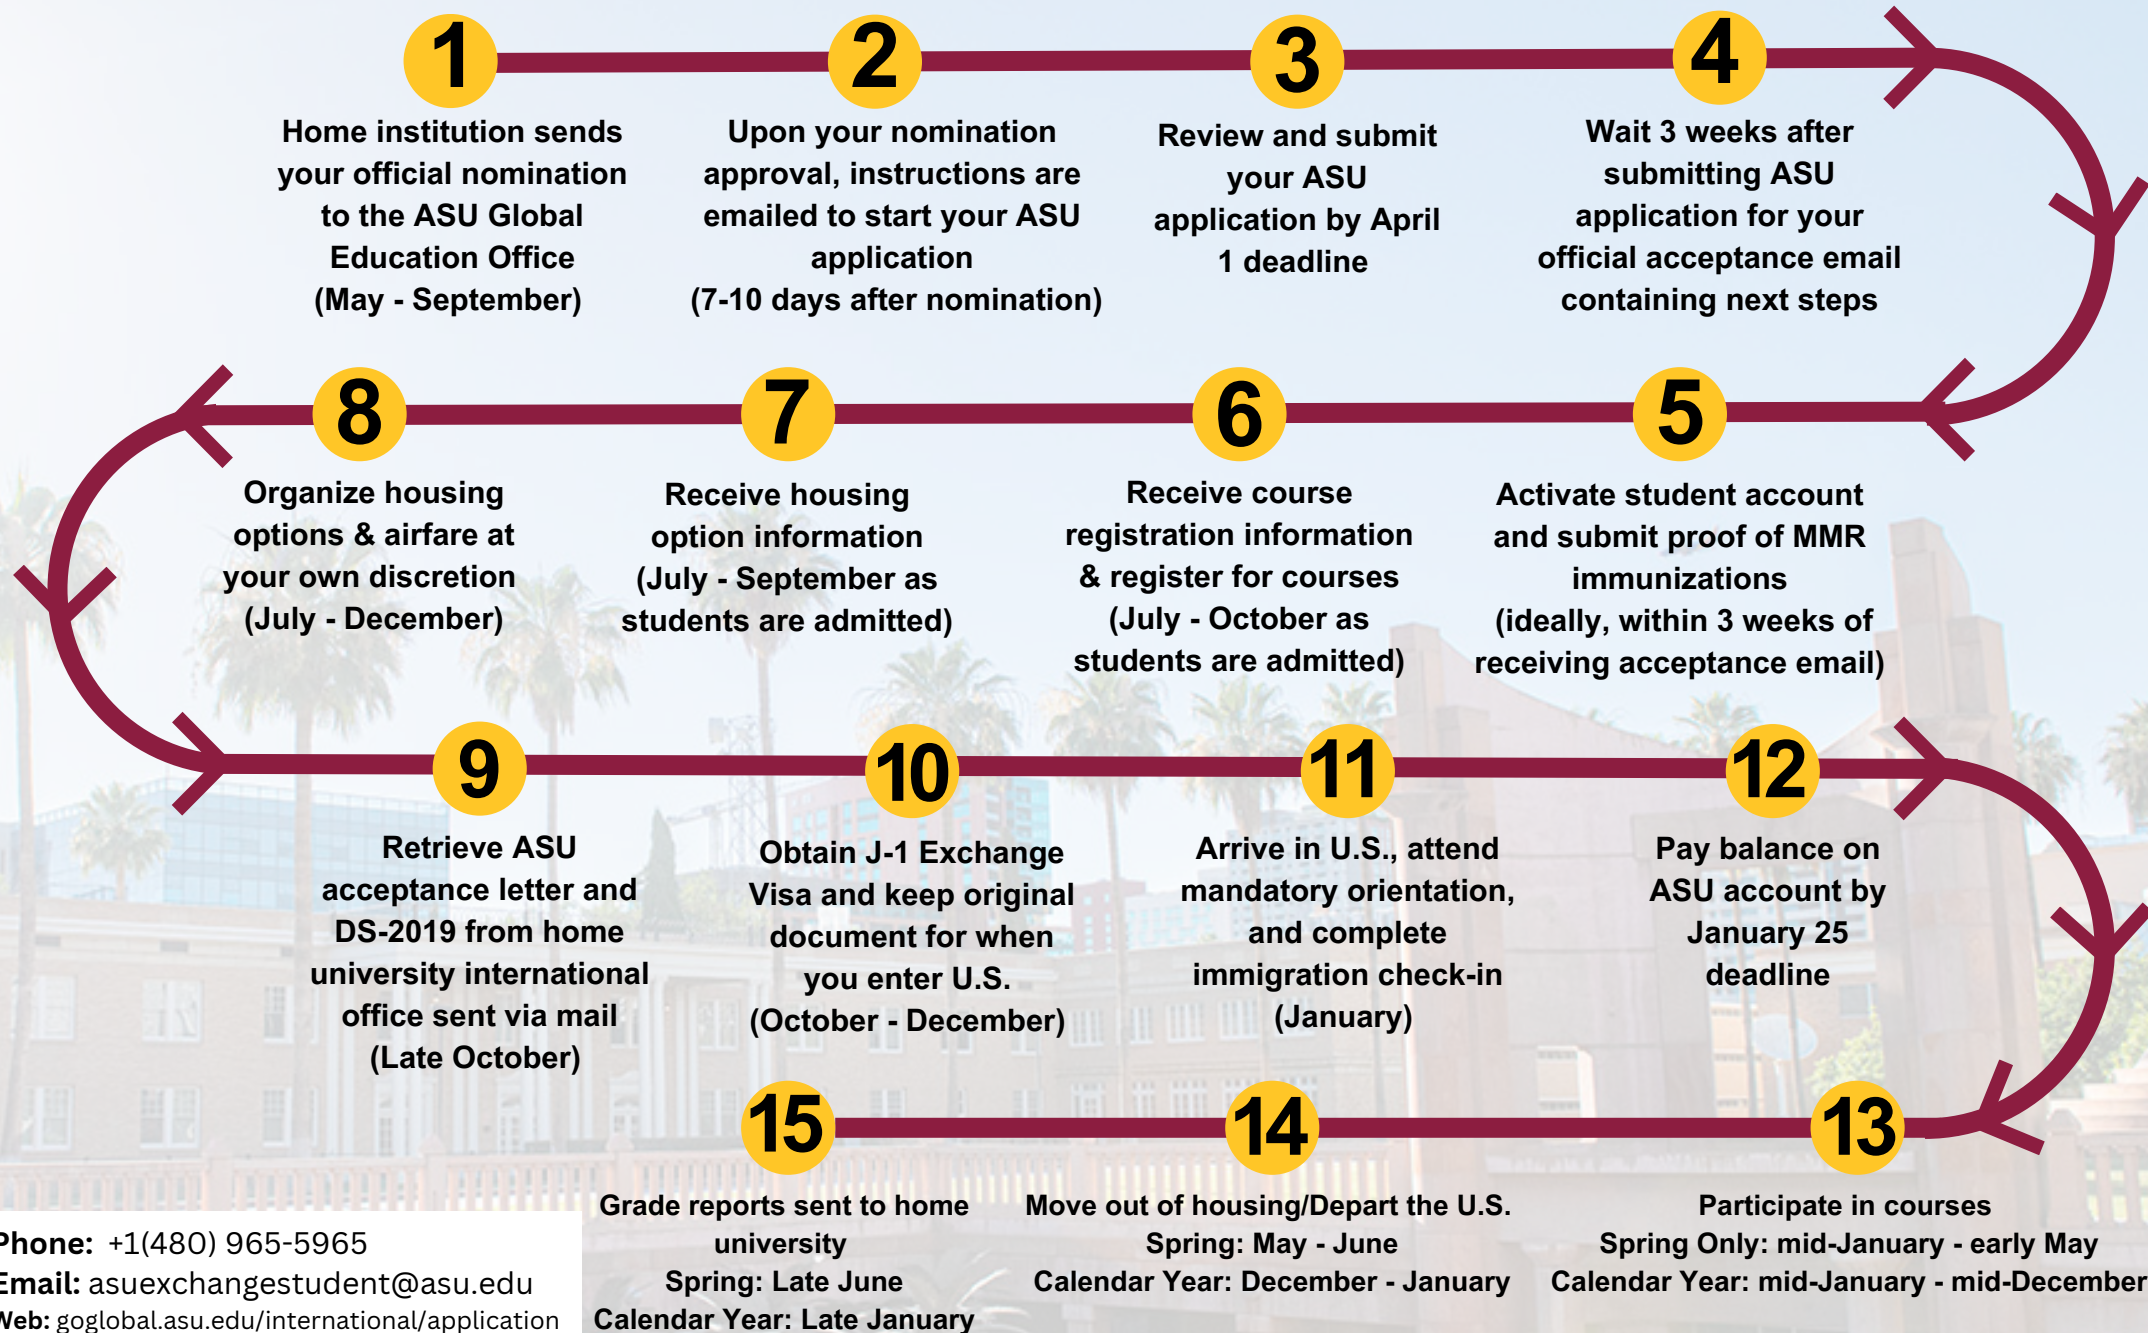 1
Home institution sends
your official nomination
to the ASU Global
Education Office
(May - September)
2
Upon your nomination
approval, instructions are
emailed to start your ASU
application
(7-10 days after nomination)
3
Review and submit
your ASU
application by April
1 deadline
4
Wait 3 weeks after
submitting ASU
application for your
official acceptance email
containing next steps
5
Activate student account
and submit proof of MMR
immunizations
(ideally, within 3 weeks of
receiving acceptance email)
6
Receive course
registration information
& register for courses
(July - October as
students are admitted)
7
Receive housing
option information
(July - September as
students are admitted)
8
Organize housing
options & airfare at
your own discretion
(July - December)
9
Retrieve ASU
acceptance letter and
DS-2019 from home
university international
office sent via mail
(Late October)
10
Obtain J-1 Exchange
Visa and keep original
document for when
you enter U.S.
(October - December)
11
Arrive in U.S., attend
mandatory orientation,
and complete
immigration check-in
(January)
12
Pay balance on
ASU account by
January 25
deadline
13
Participate in courses
Spring Only: mid-January - early May
Calendar Year: mid-January - mid-December
14
Move out of housing/Depart the U.S.
Spring: May - June
Calendar Year: December - January
15
Grade reports sent to home
university
Spring: Late June
Calendar Year: Late January
Phone: +1(480) 965-5965
Email: asuexchangestudent@asu.edu
Web: goglobal.asu.edu/international/application